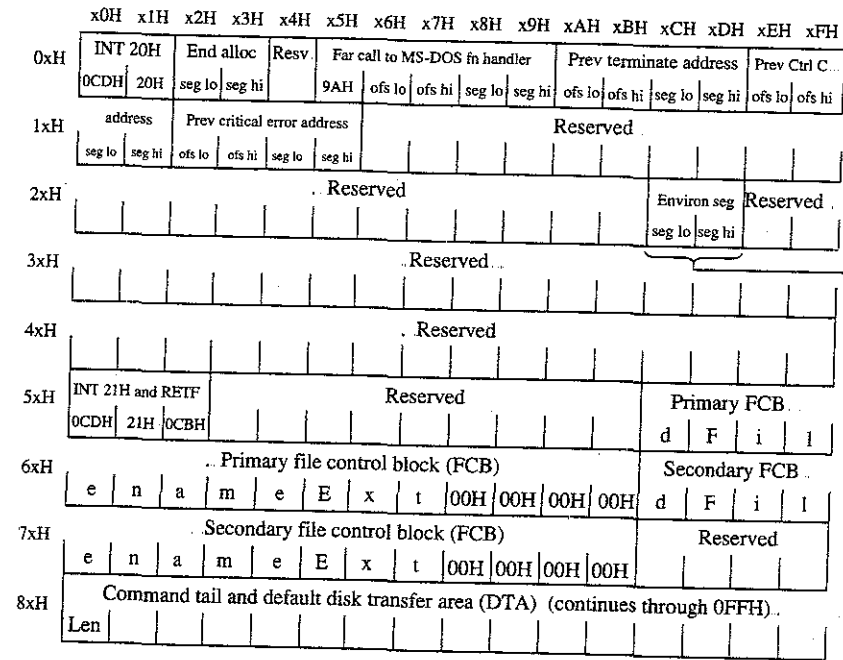 x0H x1H x2H x3H x4H x5H x6H x7H x8H x9H xAH xBH xCH xDH xEH xFH
0xH INT 20H End alloc Resv. Far call to MS-DOS fn handler Prev terminate address Prev Ctrl C...
0CDH 20H seg lo seg hi 9AH ofs lo ofs hi seg lo seg hi ofs lo ofs hi seg lo seg hi ofs lo ofs hi
1xH address Prev critical error address Reserved
seg lo seg hi ofs lo ofs hi seg lo seg hi
2xH Reserved Environ seg Reserved
seg lo seg hi
3xH Reserved
4xH Reserved
5xH INT 21H and RETF Reserved Primary FCB
0CDH 21H 0CBH d F i l
6xH Primary file control block (FCB) Secondary FCB
e n a m e E x t 00H 00H 00H 00H d F i l
7xH Secondary file control block (FCB) Reserved
e n a m e E x t 00H 00H 00H 00H
8xH Command tail and default disk transfer area (DTA) (continues through 0FFH)
Len